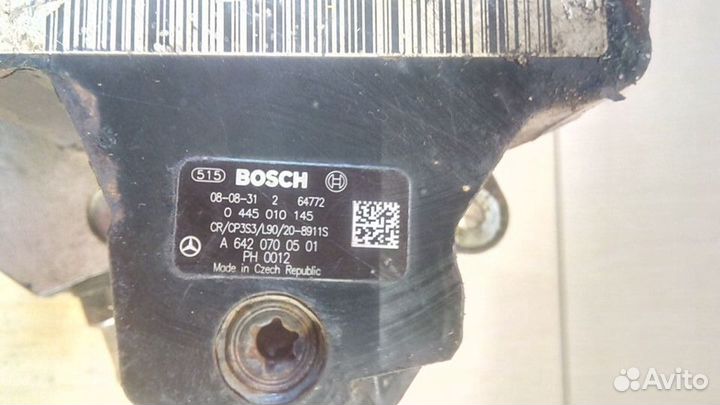 515 BOSCH
08-08-31 2 64772
0 445 010 145
CR/CP3S3/L90/20-8911S
A 642 070 05 01
PH 0012
Made in Czech Republic
Avito